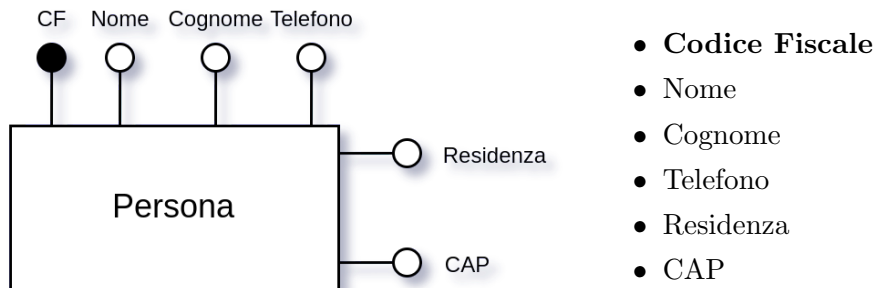 CF Nome Cognome Telefono
Residenza
Persona
CAP
• Codice Fiscale
• Nome
• Cognome
• Telefono
• Residenza
• CAP